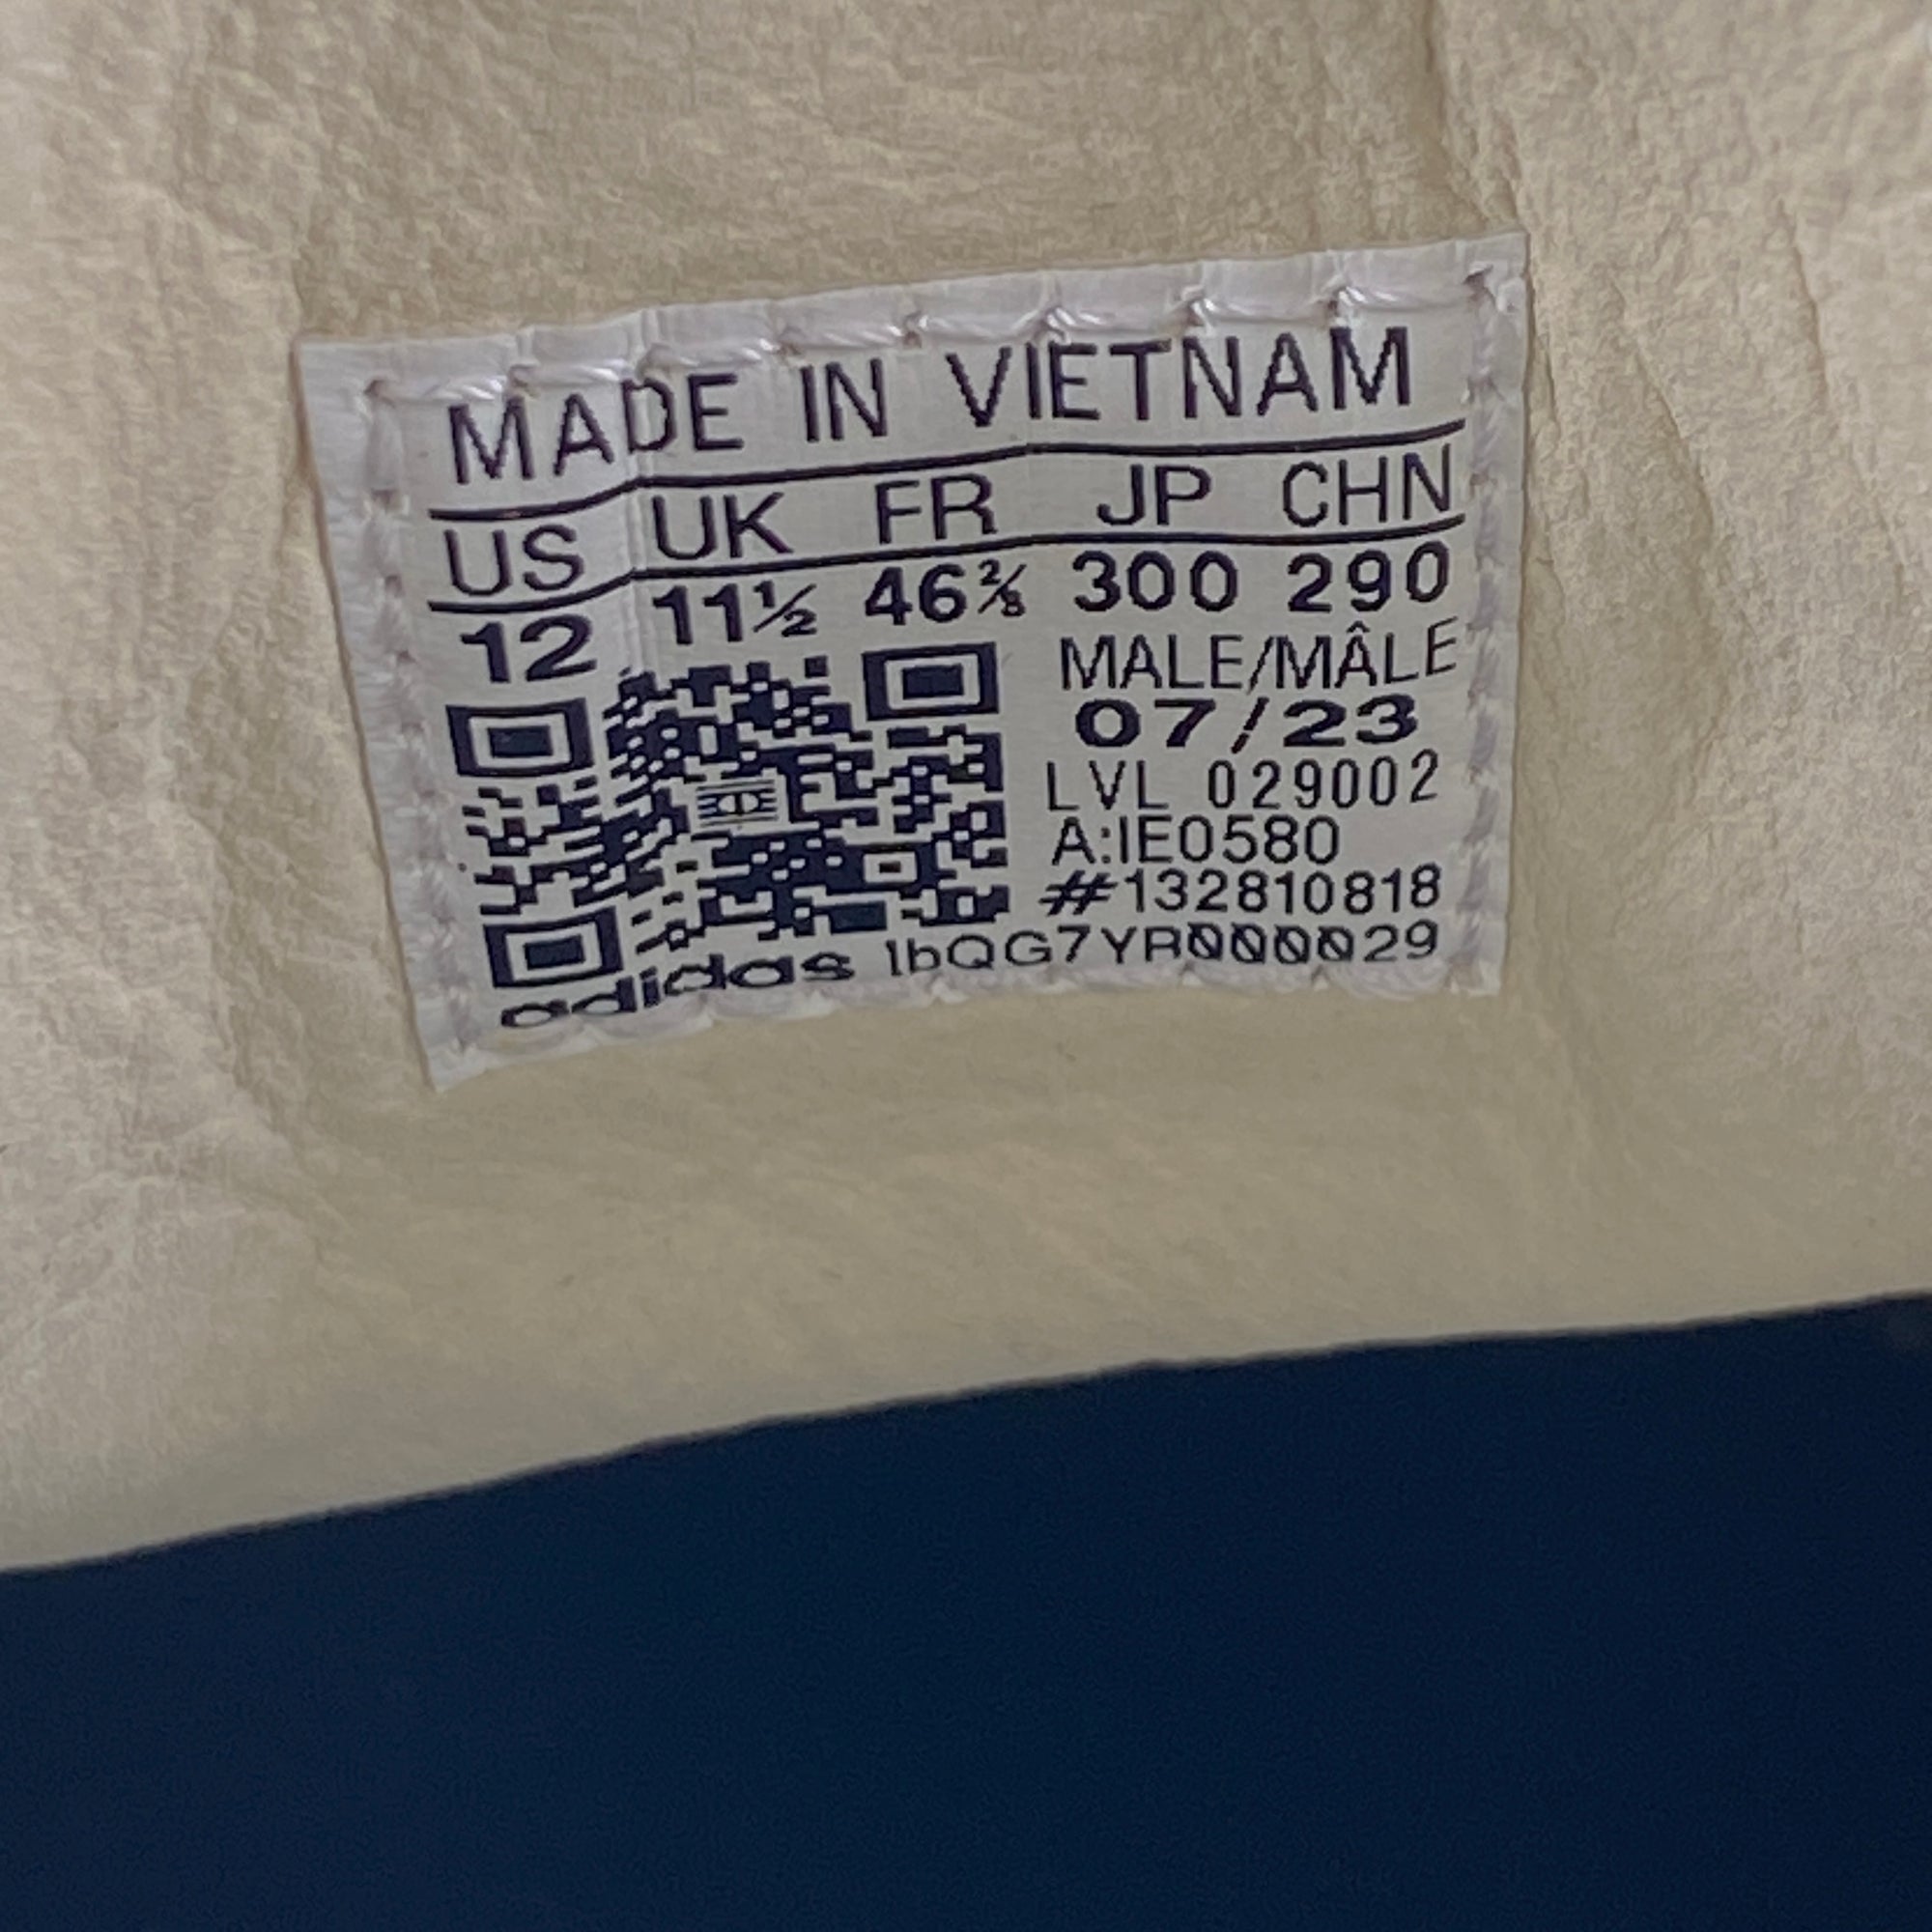 MADE IN VIETNAM
US UK FR JP CHN
12 11½ 46⅔ 300 290
MALE/MÂLE
07/23
LVL 029002
A:IE0580
#132810818
adidas lbQG7YR000029